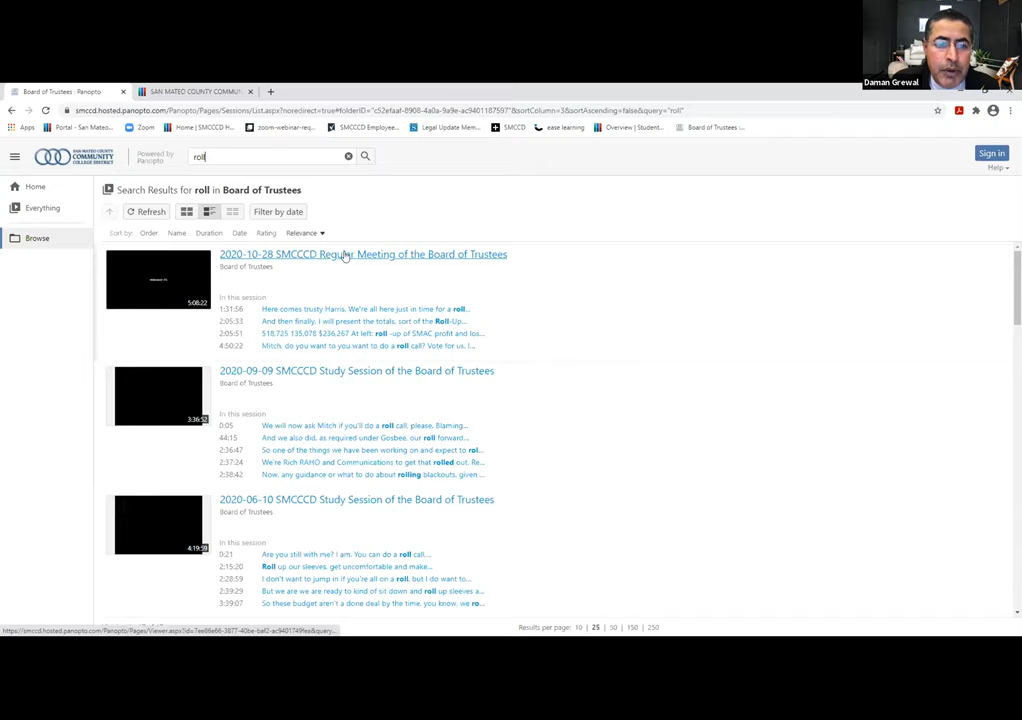 Daman Grewal
Board of Trustees : Panopto
SAN MATEO COUNTY COMMU
smccd.hosted.panopto.com/Panopto/Pages/Sessions/List.aspx?noredirect=true#folderID="c52efaaf-8908-4a0a-9a9e-ac9401187597"&sortColumn=3&sortAscending=false&query="roll"
Apps Portal – San Mateo... Zoom Home | SMCCCD H... zoom-webinar-req... SMCCCD Employee... Legal Update Mem... SMCCD ease learning Overview | Student... Board of Trustees :...
SAN MATEO COUNTY
COMMUNITY
COLLEGE DISTRICT
Powered by
Panopto
roll
Sign in
Help
Home
Everything
Browse
Search Results for roll in Board of Trustees
Refresh
Filter by date
Sort by: Order Name Duration Date Rating Relevance
2020-10-28 SMCCCD Regular Meeting of the Board of Trustees
Board of Trustees
5:08:22
In this session
1:31:56 Here comes trusty Harris. We're all here just in time for a roll...
2:05:33 And then finally, I will present the totals, sort of the Roll-Up...
2:05:51 518,725 135,078 $236,267 At left: roll -up of SMAC profit and los...
4:50:22 Mitch, do you want to you want to do a roll call? Vote for us, I...
2020-09-09 SMCCCD Study Session of the Board of Trustees
Board of Trustees
3:36:52
In this session
0:05 We will now ask Mitch if you'll do a roll call, please, Blaming...
44:15 And we also did, as required under Gosbee, our roll forward...
2:36:47 So one of the things we have been working on and expect to rol...
2:37:24 We're Rich RAHO and Communications to get that rolled out. Re...
2:38:42 Now, any guidance or what to do about rolling blackouts, given ...
2020-06-10 SMCCCD Study Session of the Board of Trustees
Board of Trustees
4:19:59
In this session
0:21 Are you still with me? I am. You can do a roll call....
2:15:20 Roll up our sleeves, get uncomfortable and make...
2:28:59 I don't want to jump in if you're all on a roll, but I do want to...
2:39:29 But we are we are ready to kind of sit down and roll up sleeves a...
3:39:07 So these budget aren't a done deal by the time, you know, we ro...
Results per page: 10 | 25 | 50 | 150 | 250